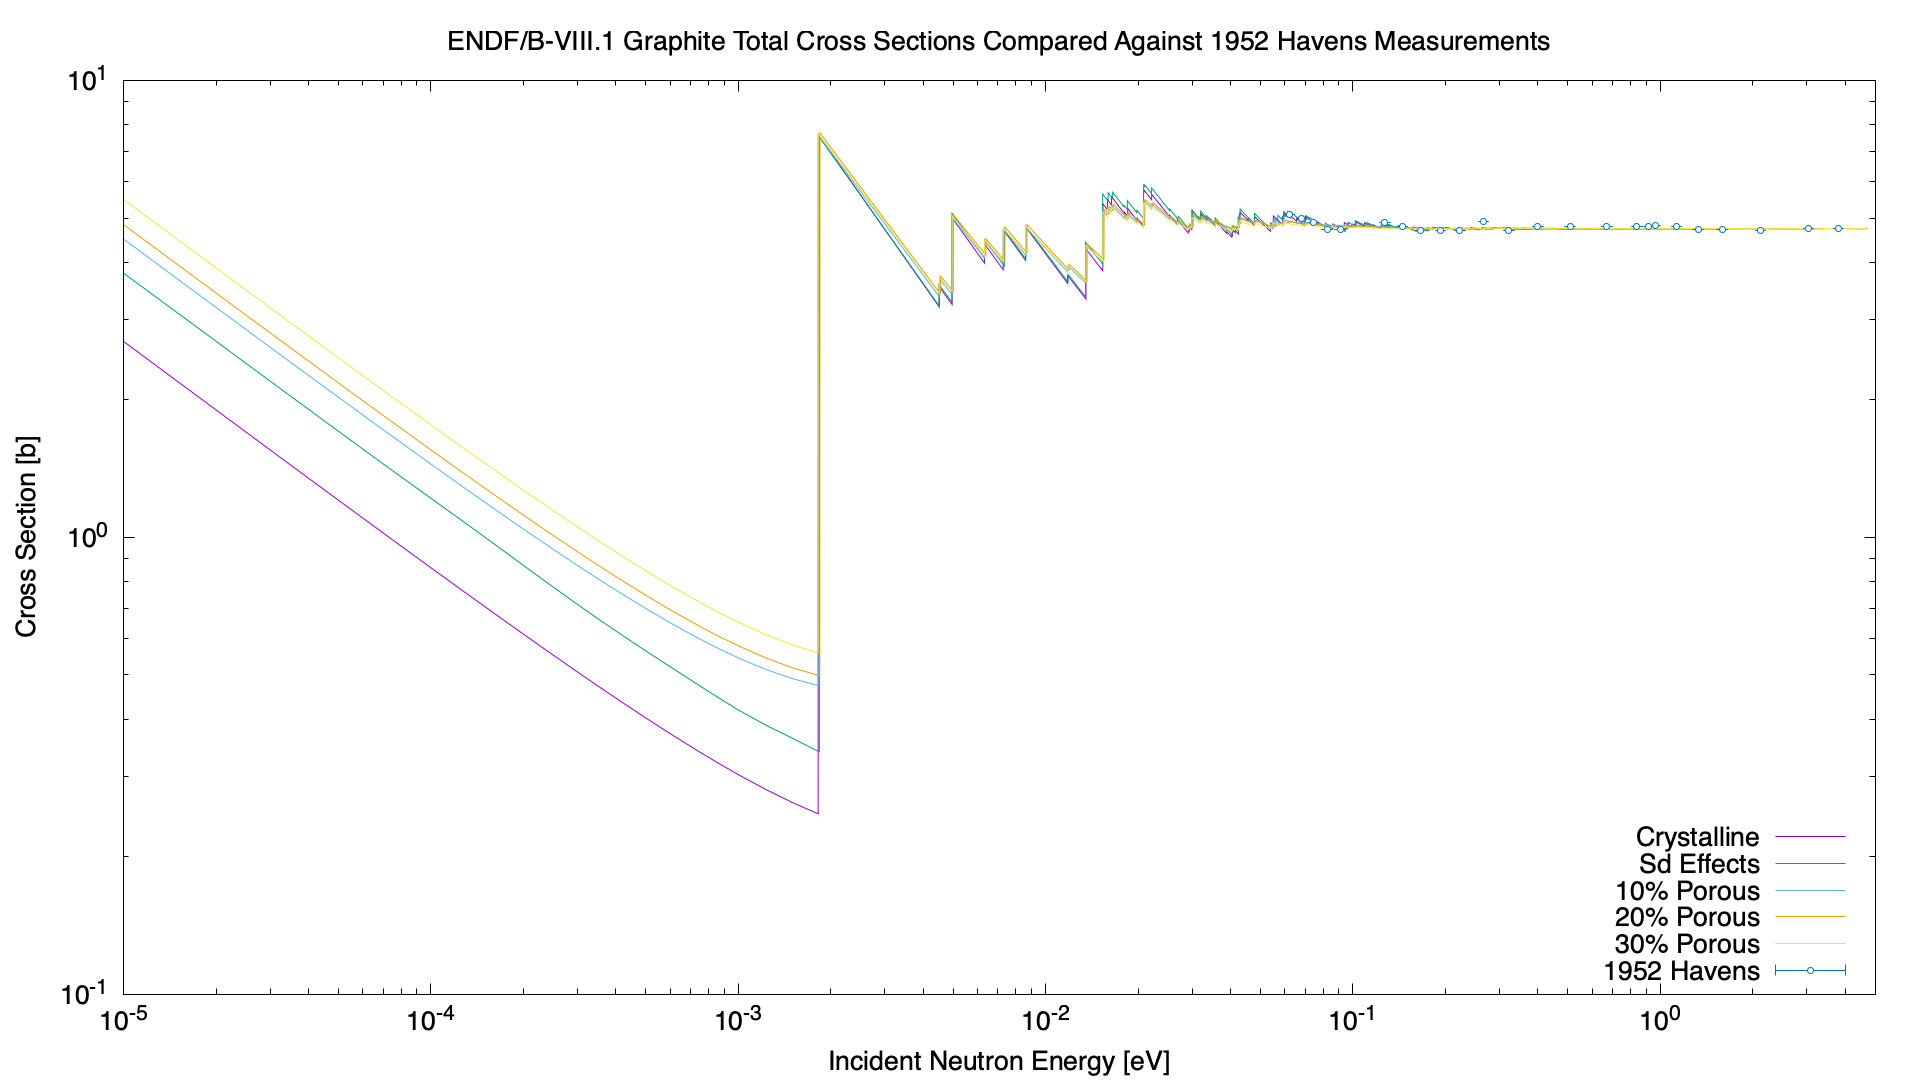 ENDF/B-VIII.1 Graphite Total Cross Sections Compared Against 1952 Havens Measurements
10^1
10^0
10^-1
Cross Section [b]
Crystalline
Sd Effects
10% Porous
20% Porous
30% Porous
1952 Havens
10^-5 10^-4 10^-3 10^-2 10^-1 10^0
Incident Neutron Energy [eV]